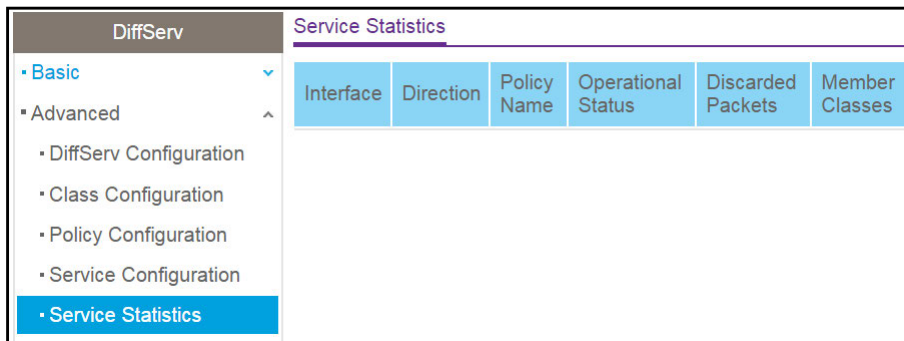 DiffServ
Basic
Advanced
DiffServ Configuration
Class Configuration
Policy Configuration
Service Configuration
Service Statistics
Service Statistics
Interface
Direction
Policy
Name
Operational
Status
Discarded
Packets
Member
Classes